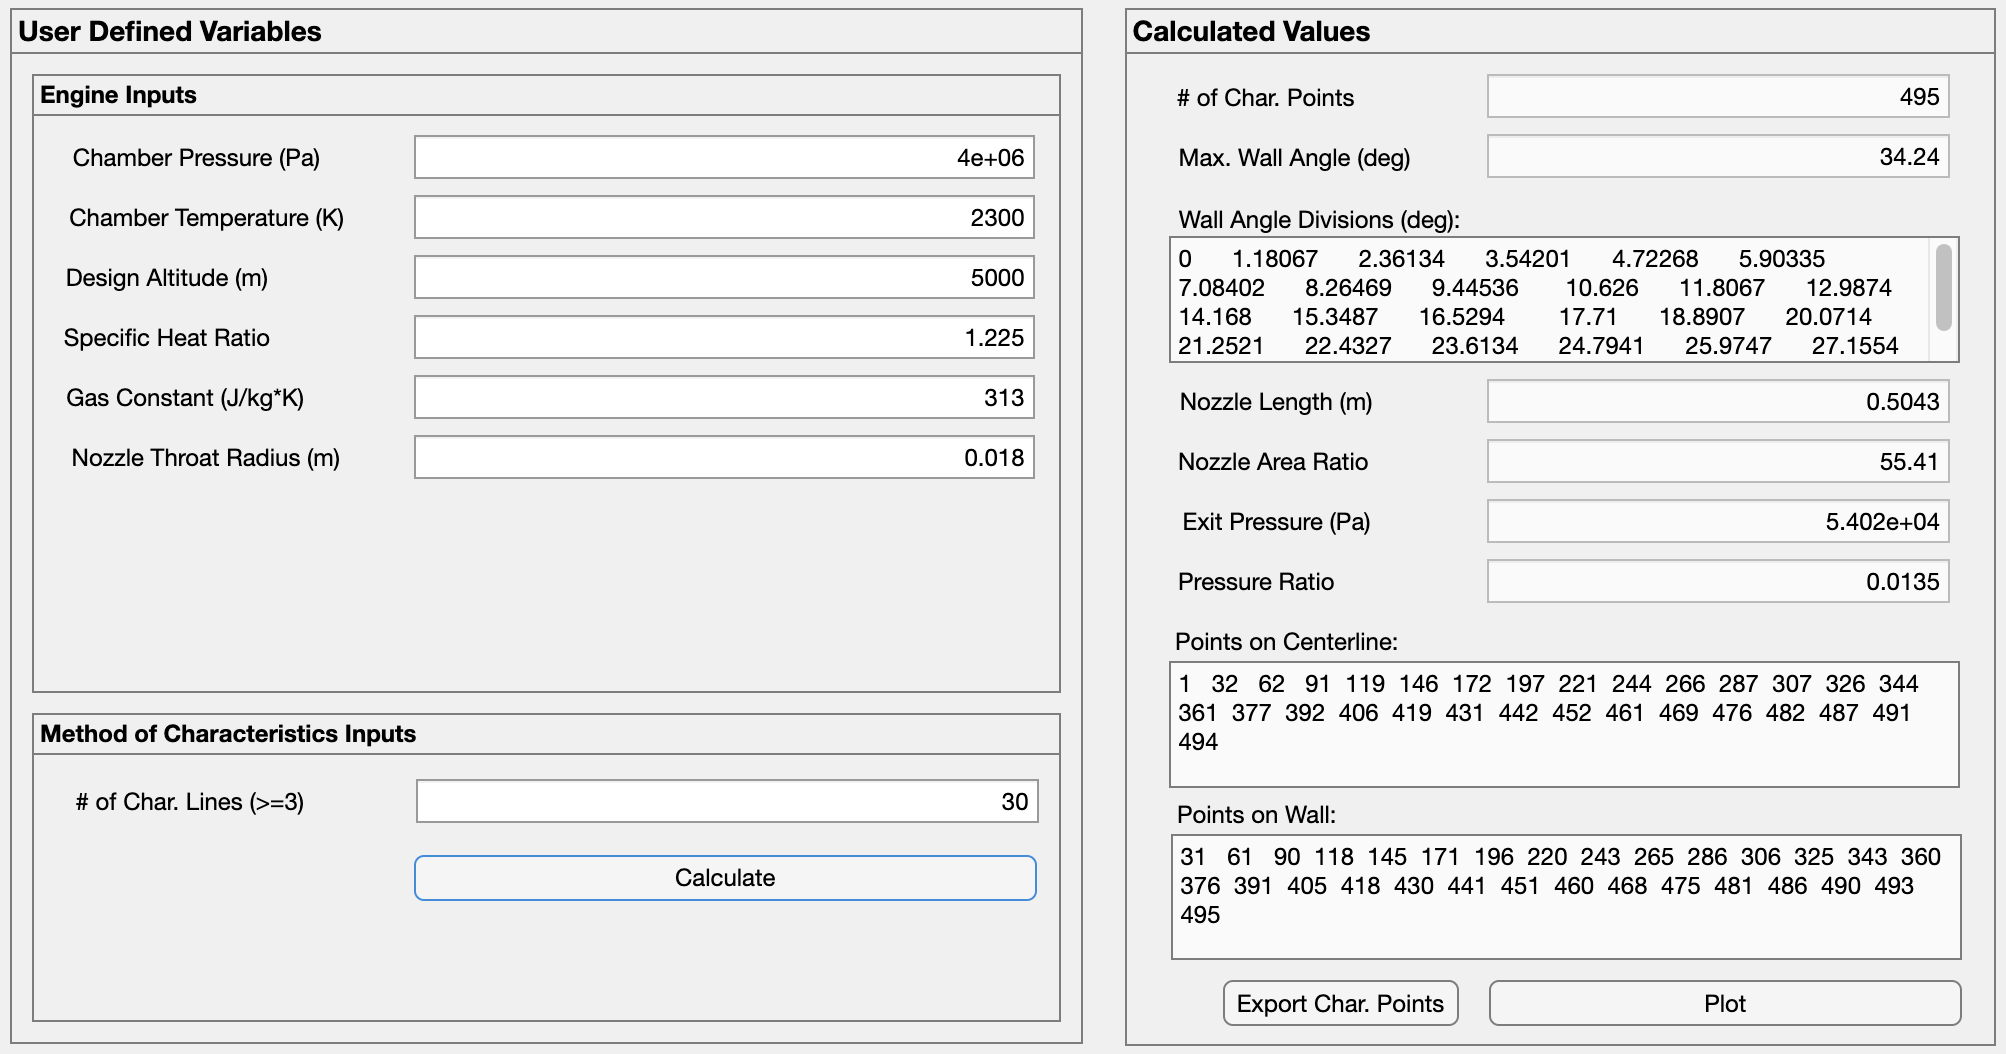 User Defined Variables
Engine Inputs
Chamber Pressure (Pa) 4e+06
Chamber Temperature (K) 2300
Design Altitude (m) 5000
Specific Heat Ratio 1.225
Gas Constant (J/kg*K) 313
Nozzle Throat Radius (m) 0.018
Method of Characteristics Inputs
# of Char. Lines (>=3) 30
Calculate
Calculated Values
# of Char. Points 495
Max. Wall Angle (deg) 34.24
Wall Angle Divisions (deg):
0 1.18067 2.36134 3.54201 4.72268 5.90335
7.08402 8.26469 9.44536 10.626 11.8067 12.9874
14.168 15.3487 16.5294 17.71 18.8907 20.0714
21.2521 22.4327 23.6134 24.7941 25.9747 27.1554
Nozzle Length (m) 0.5043
Nozzle Area Ratio 55.41
Exit Pressure (Pa) 5.402e+04
Pressure Ratio 0.0135
Points on Centerline:
1 32 62 91 119 146 172 197 221 244 266 287 307 326 344
361 377 392 406 419 431 442 452 461 469 476 482 487 491
494
Points on Wall:
31 61 90 118 145 171 196 220 243 265 286 306 325 343 360
376 391 405 418 430 441 451 460 468 475 481 486 490 493
495
Export Char. Points
Plot